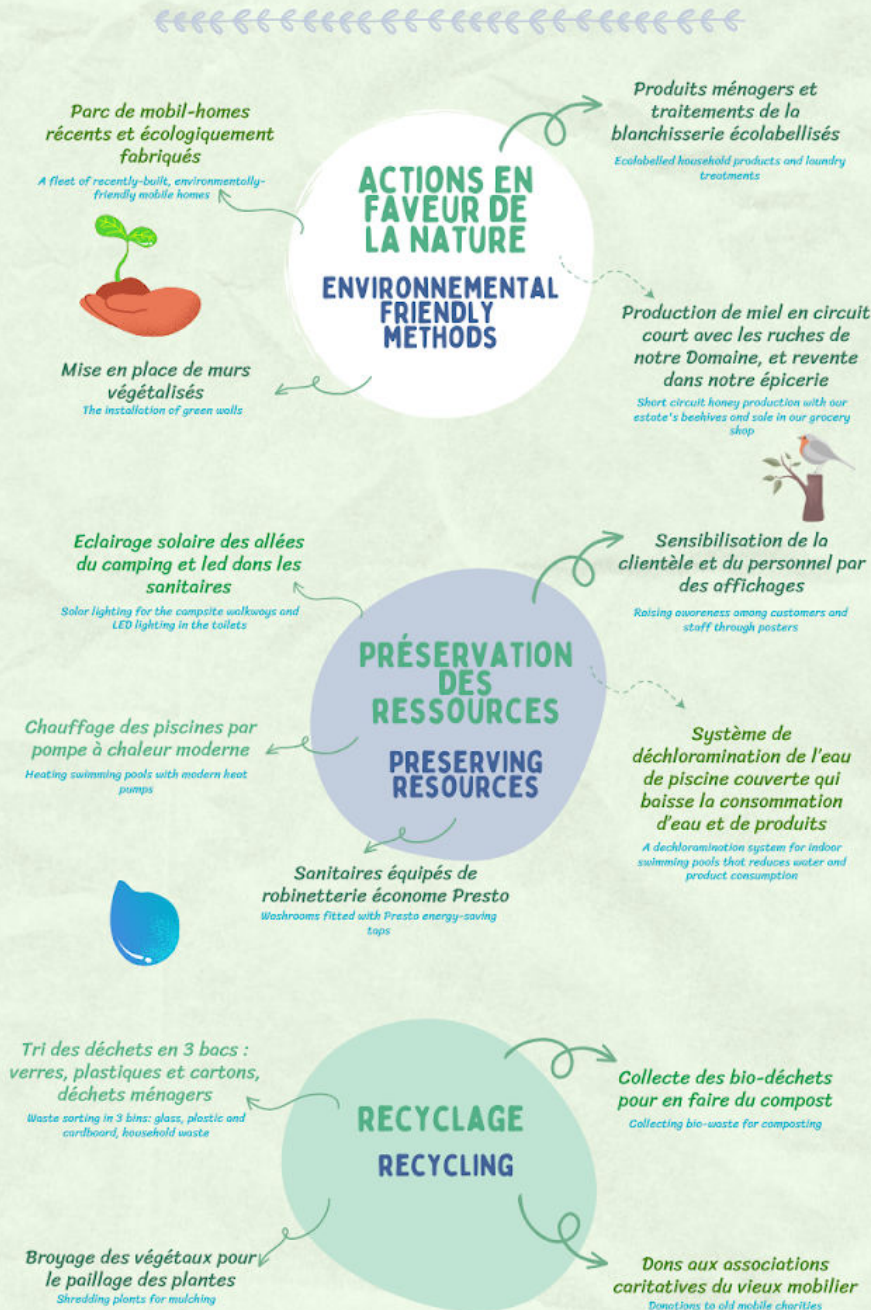 Parc de mobil-homes
récents et écologiquement
fabriqués
A fleet of recently-built, environmentally-
friendly mobile homes
Produits ménagers et
traitements de la
blanchisserie écolabellisés
Ecolabelled household products and laundry
treatments
ACTIONS EN
FAVEUR DE
LA NATURE
ENVIRONNEMENTAL
FRIENDLY
METHODS
Production de miel en circuit
court avec les ruches de
notre Domaine, et revente
dans notre épicerie
Short circuit honey production with our
estate's beehives and sale in our grocery
shop
Mise en place de murs
végétalisés
The installation of green walls
Eclairage solaire des allées
du camping et led dans les
sanitaires
Solar lighting for the campsite walkways and
LED lighting in the toilets
Sensibilisation de la
clientèle et du personnel par
des affichages
Raising awareness among customers and
staff through posters
PRÉSERVATION
DES
RESSOURCES
PRESERVING
RESOURCES
Chauffage des piscines par
pompe à chaleur moderne
Heating swimming pools with modern heat
pumps
Système de
déchloramination de l'eau
de piscine couverte qui
baisse la consommation
d'eau et de produits
A dechloramination system for indoor
swimming pools that reduces water and
product consumption
Sanitaires équipés de
robinetterie économe Presto
Washrooms fitted with Presto energy-saving
taps
Tri des déchets en 3 bacs :
verres, plastiques et cartons,
déchets ménagers
Waste sorting in 3 bins: glass, plastic and
cardboard, household waste
Collecte des bio-déchets
pour en faire du compost
Collecting bio-waste for composting
RECYCLAGE
RECYCLING
Broyage des végétaux pour
le paillage des plantes
Shredding plants for mulching
Dons aux associations
caritatives du vieux mobilier
Donations to old mobile charities